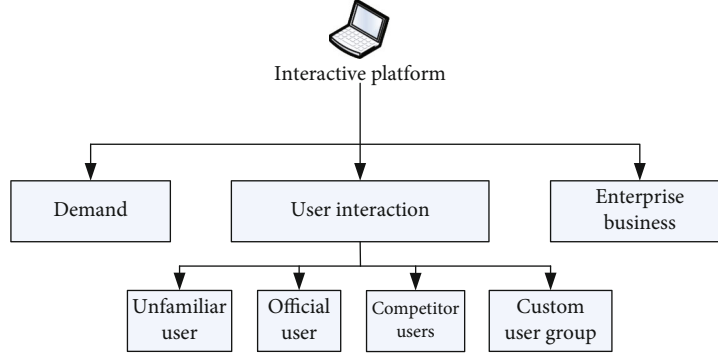 Interactive platform
Demand
User interaction
Enterprise
business
Unfamiliar
user
Official
user
Competitor
users
Custom
user group